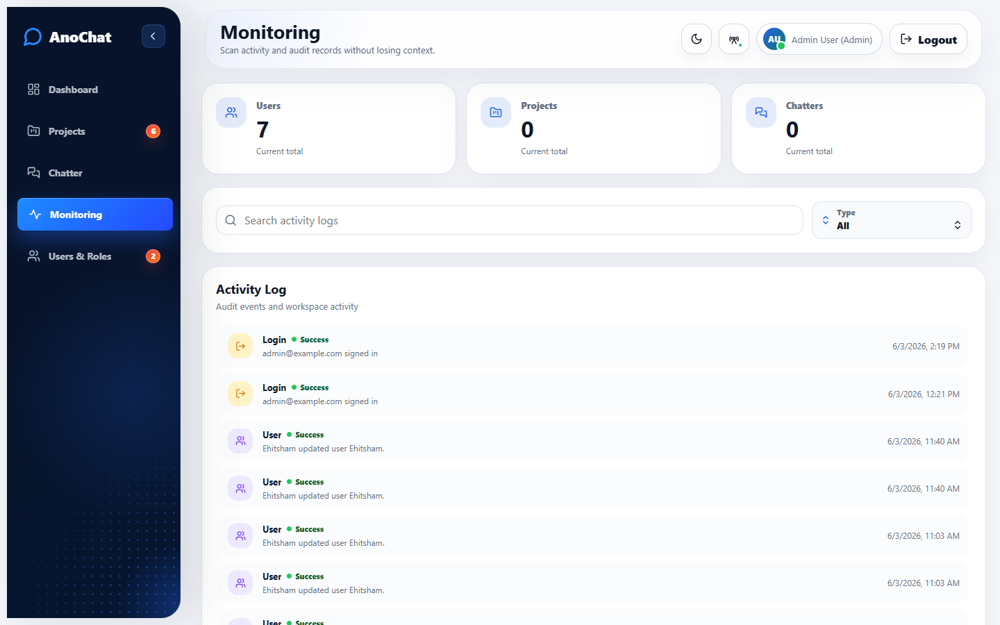 AnoChat
Dashboard
Projects
6
Chatter
Monitoring
Users & Roles
2
Monitoring
Scan activity and audit records without losing context.
AU
Admin User (Admin)
Logout
Users
7
Current total
Projects
0
Current total
Chatters
0
Current total
Search activity logs
Type
All
Activity Log
Audit events and workspace activity
Login Success
admin@example.com signed in
6/3/2026, 2:19 PM
Login Success
admin@example.com signed in
6/3/2026, 12:21 PM
User Success
Ehitsham updated user Ehitsham.
6/3/2026, 11:40 AM
User Success
Ehitsham updated user Ehitsham.
6/3/2026, 11:40 AM
User Success
Ehitsham updated user Ehitsham.
6/3/2026, 11:03 AM
User Success
Ehitsham updated user Ehitsham.
6/3/2026, 11:03 AM
User Success